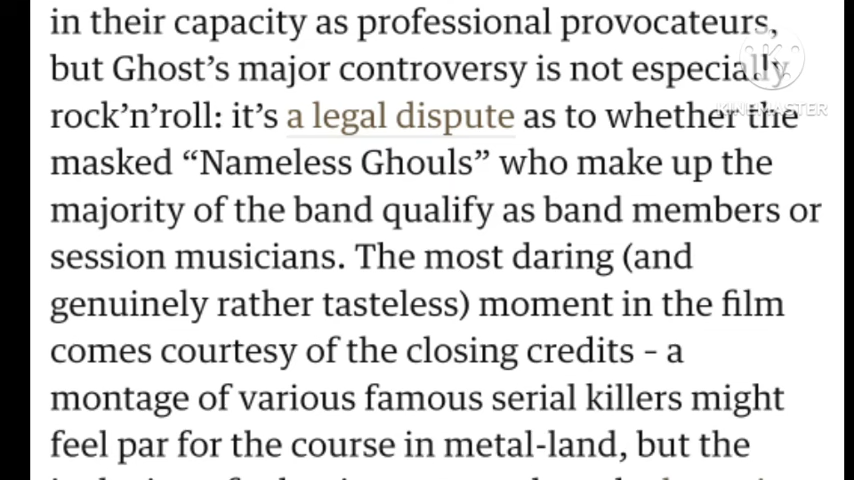 in their capacity as professional provocateurs,
but Ghost’s major controversy is not especially
rock’n’roll: it’s a legal dispute as to whether the
masked “Nameless Ghouls” who make up the
majority of the band qualify as band members or
session musicians. The most daring (and
genuinely rather tasteless) moment in the film
comes courtesy of the closing credits – a
montage of various famous serial killers might
feel par for the course in metal-land, but the
KINEMASTER